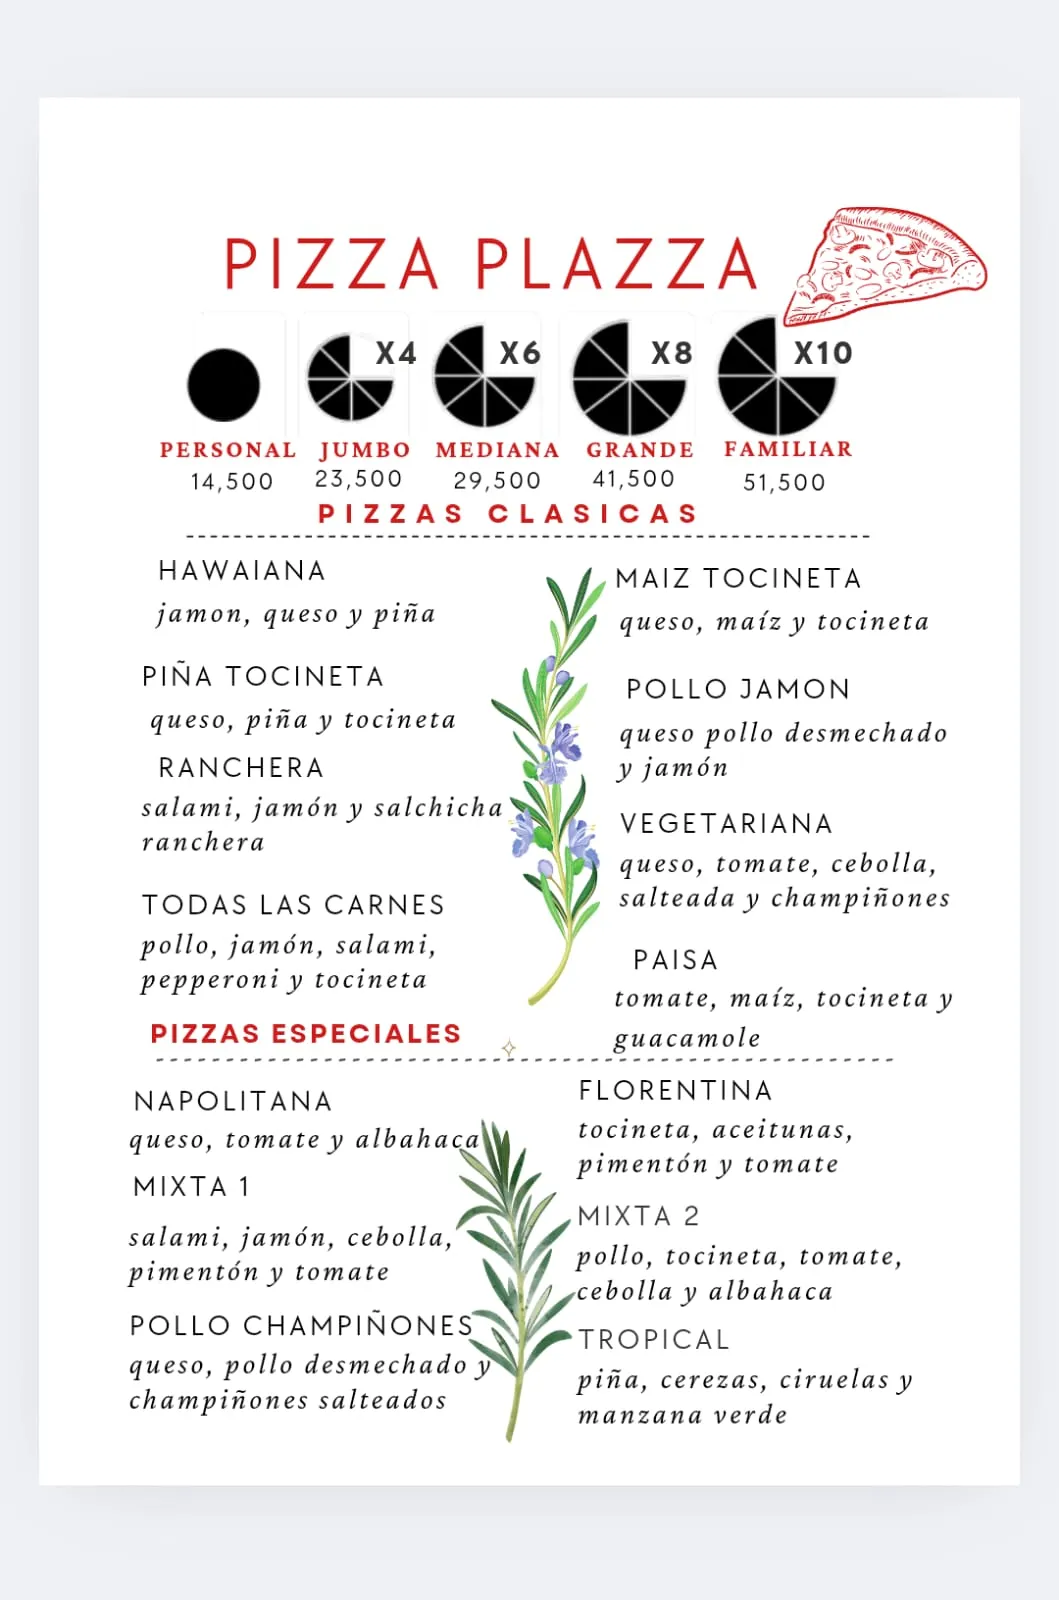 PIZZA PLAZZA
X4 X6 X8 X10
PERSONAL JUMBO MEDIANA GRANDE FAMILIAR
14,500 23,500 29,500 41,500 51,500
PIZZAS CLASICAS
HAWAIANA
jamon, queso y piña
PIÑA TOCINETA
queso, piña y tocineta
RANCHERA
salami, jamón y salchicha
ranchera
TODAS LAS CARNES
pollo, jamón, salami,
pepperoni y tocineta
MAIZ TOCINETA
queso, maíz y tocineta
POLLO JAMON
queso pollo desmechado
y jamón
VEGETARIANA
queso, tomate, cebolla,
salteada y champiñones
PAISA
tomate, maíz, tocineta y
guacamole
PIZZAS ESPECIALES
NAPOLITANA
queso, tomate y albahaca
MIXTA 1
salami, jamón, cebolla,
pimentón y tomate
POLLO CHAMPIÑONES
queso, pollo desmechado y
champiñones salteados
FLORENTINA
tocineta, aceitunas,
pimentón y tomate
MIXTA 2
pollo, tocineta, tomate,
cebolla y albahaca
TROPICAL
piña, cerezas, ciruelas y
manzana verde